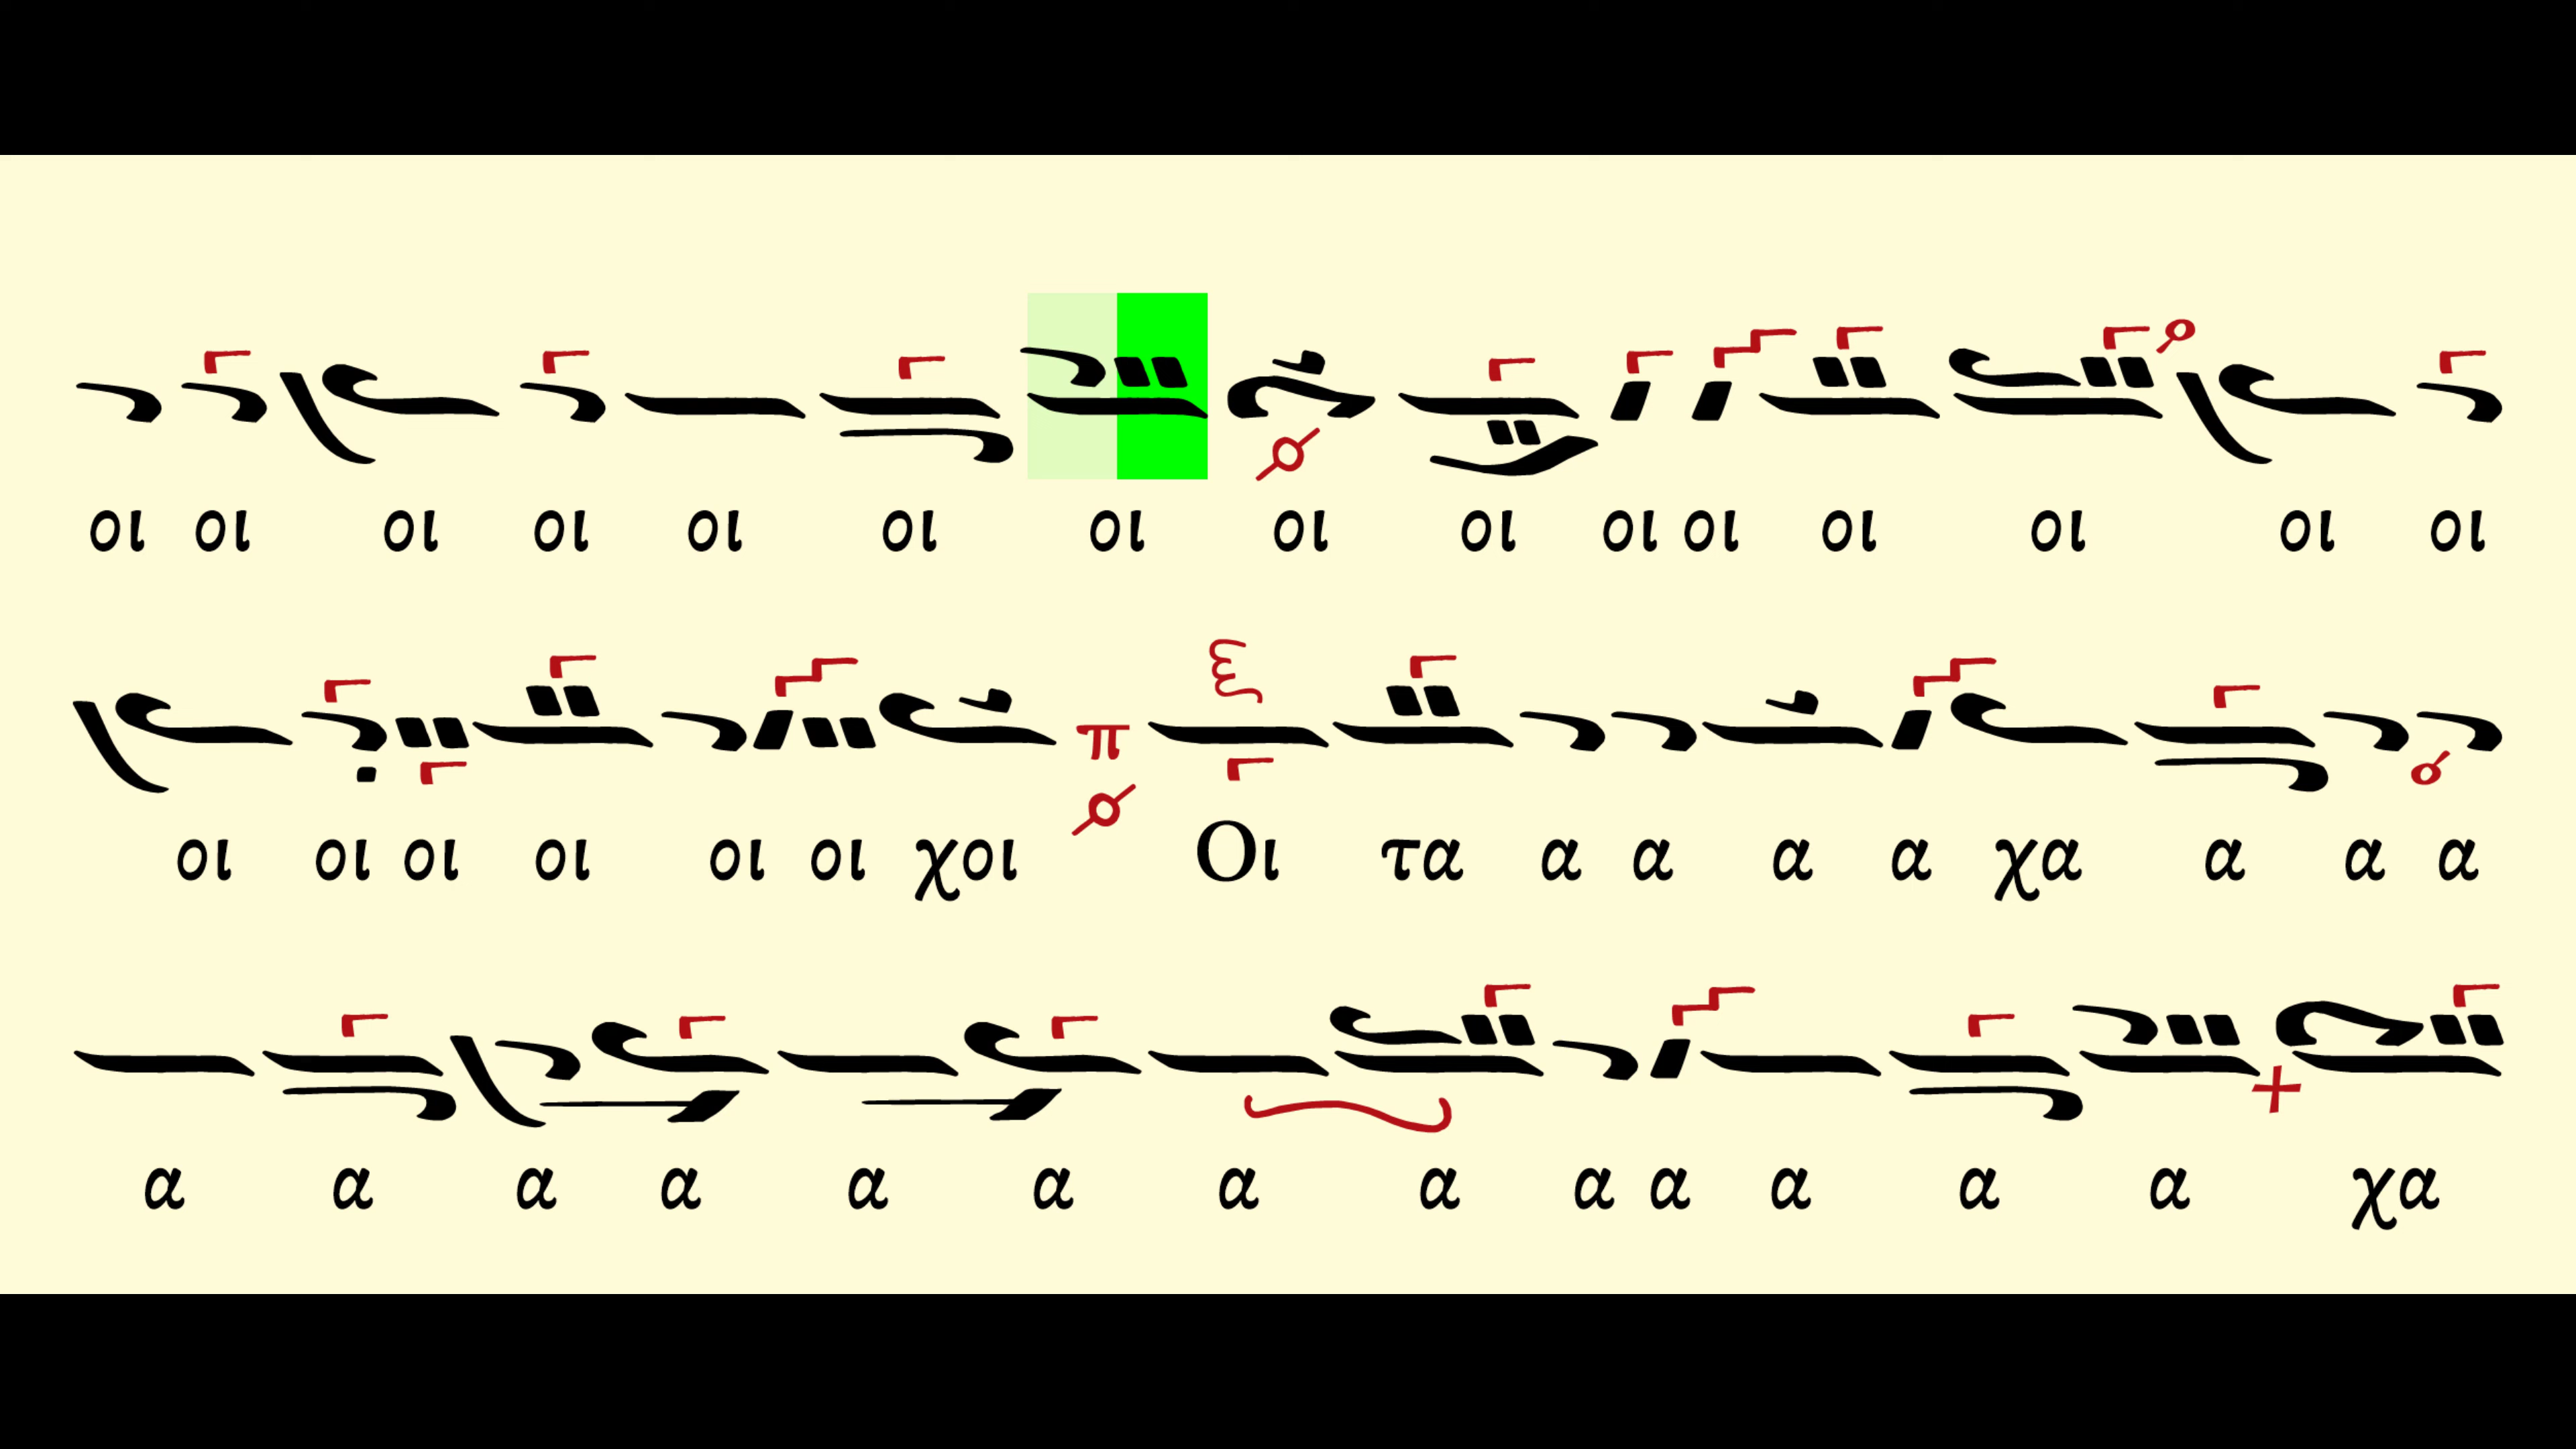 οι οι οι οι οι οι οι οι οι οι οι οι οι οι οι
οι οι οι οι οι οι χοι π Οι τα α α α α χα α α α
α α α α α α α α α α α α α χα